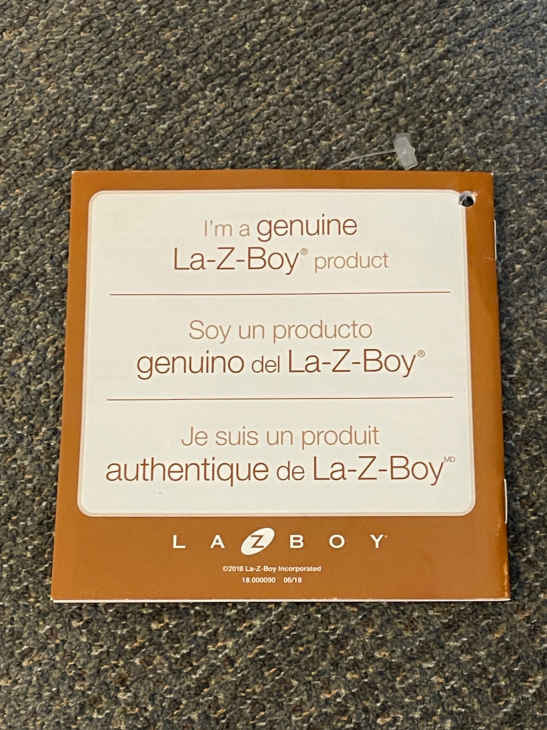 I'm a genuine
La-Z-Boy® product
Soy un producto
genuino del La-Z-Boy®
Je suis un produit
authentique de La-Z-Boy MD
LA Z BOY
©2018 La-Z-Boy Incorporated
18.000090 06/18